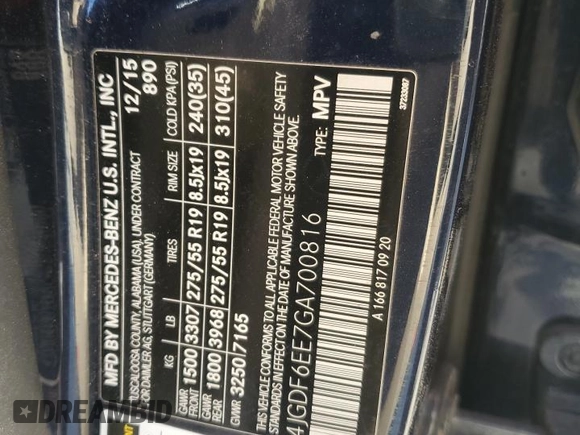 MFD BY MERCEDES-BENZ U.S. INTL., INC
TUSCALOOSA COUNTY, ALABAMA (USA), UNDER CONTRACT 12/15
FOR DAIMLER AG, STUTTGART (GERMANY) 890
KG LB TIRES RIM SIZE COLD KPA (PSI)
GAWR FRONT 1500 3307 275/55 R19 8.5Jx19 240(35)
GAWR REAR 1800 3968 275/55 R19 8.5Jx19 310(45)
GVWR 3250 7165
THIS VEHICLE CONFORMS TO ALL APPLICABLE FEDERAL MOTOR VEHICLE SAFETY
STANDARDS IN EFFECT ON THE DATE OF MANUFACTURE SHOWN ABOVE.
4JGDF6EE7GA700816 TYPE: MPV
A 166 817 09 20
37233087
DREAMBID